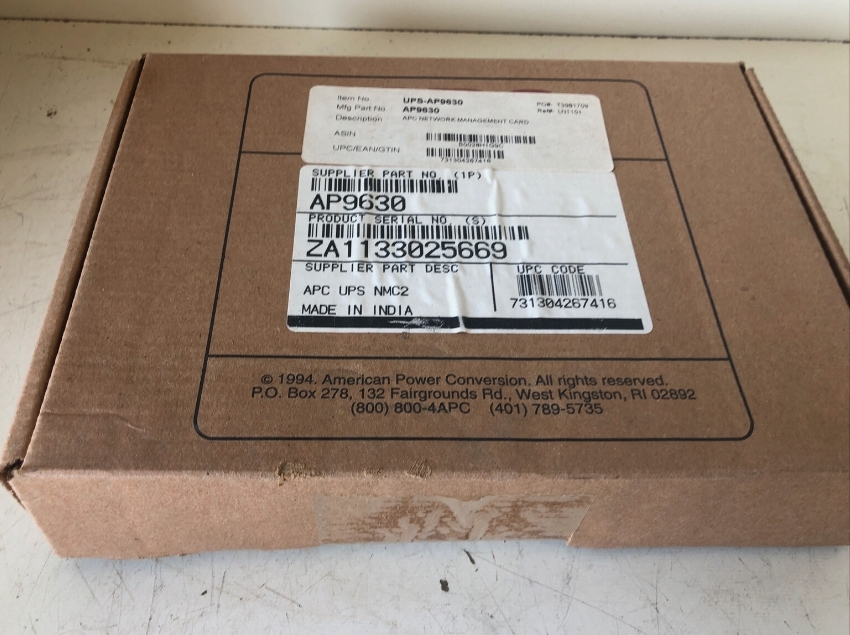 Item No UPS-AP9630
Mfg Part No AP9630
Description APC NETWORK MANAGEMENT CARD
ASIN
UPC/EAN/GTIN
731304267416
SUPPLIER PART NO. (1P)
AP9630
PRODUCT SERIAL NO. (S)
ZA1133025669
SUPPLIER PART DESC
APC UPS NMC2
MADE IN INDIA
UPC CODE
731304267416
© 1994. American Power Conversion. All rights reserved.
P.O. Box 278, 132 Fairgrounds Rd., West Kingston, RI 02892
(800) 800-4APC (401) 789-5735